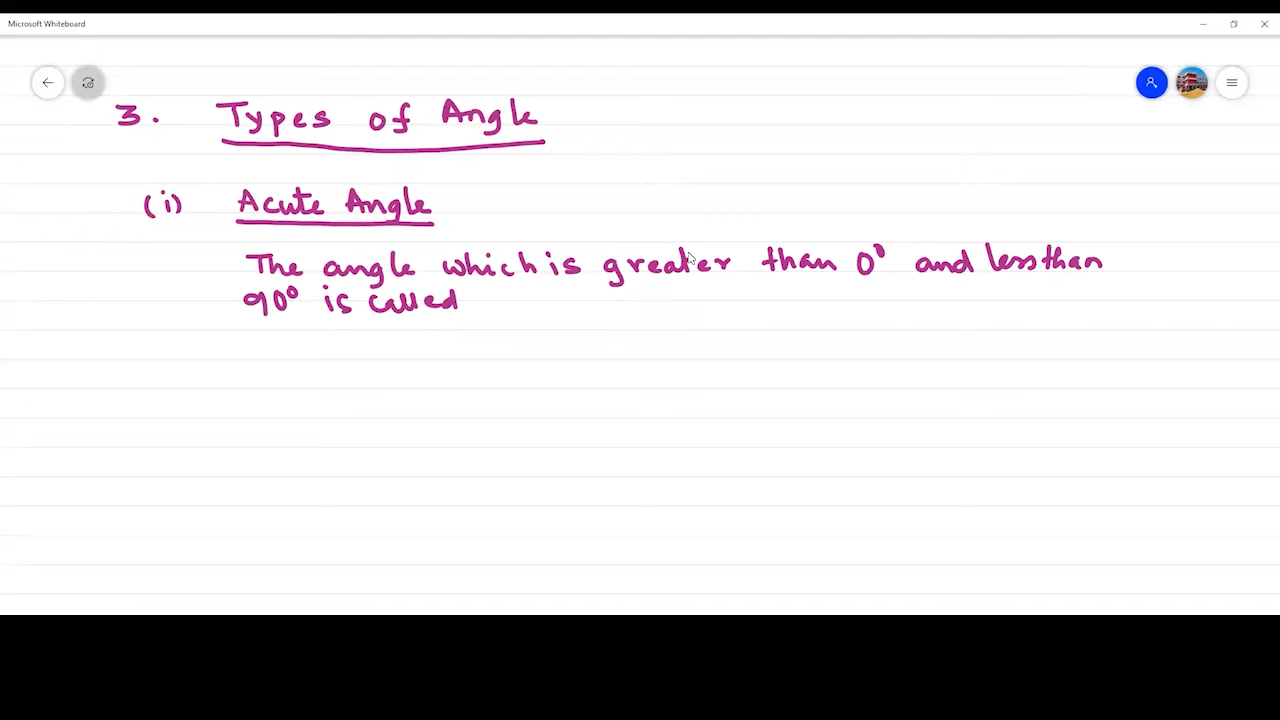 Microsoft Whiteboard
3. Types of Angle
(i) Acute Angle
The angle which is greater than 0° and less than
90° is called